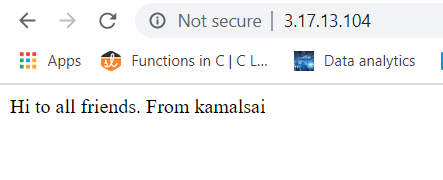 Not secure | 3.17.13.104
Apps Functions in C | C L... Data analytics
Hi to all friends. From kamalsai